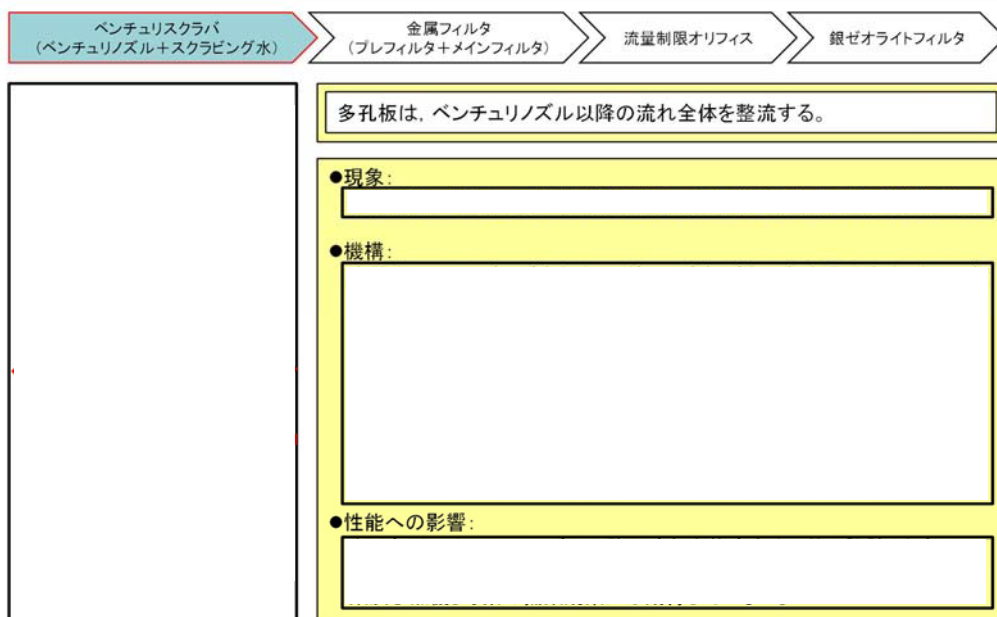 ベンチュリスクラバ
(ベンチュリノズル＋スクラビング水)
金属フィルタ
(プレフィルタ＋メインフィルタ)
流量制限オリフィス
銀ゼオライトフィルタ
多孔板は，ベンチュリノズル以降の流れ全体を整流する。
●現象：
●機構：
●性能への影響：